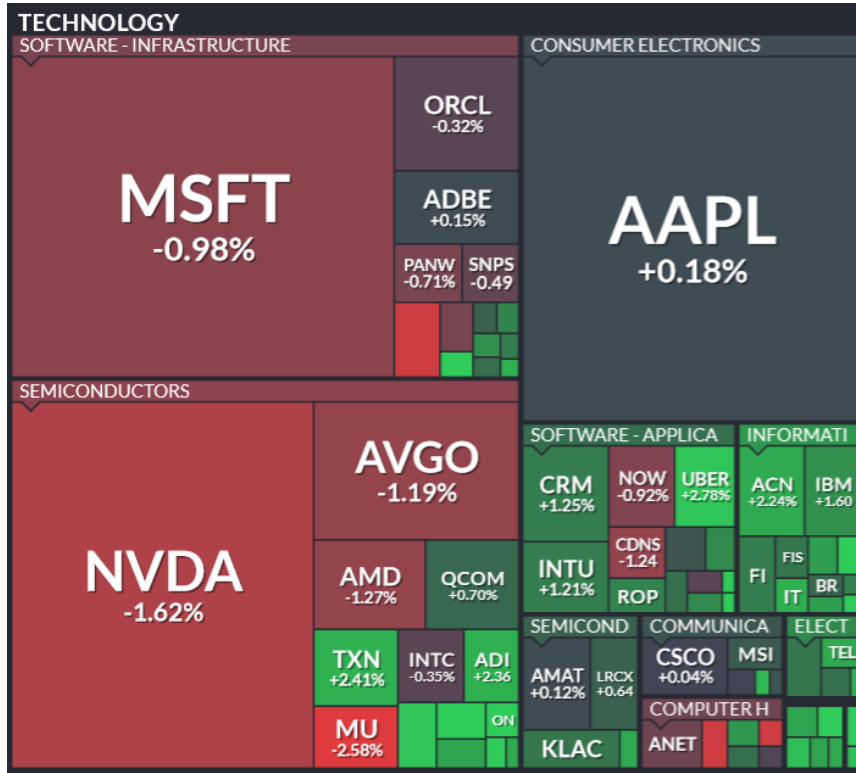 TECHNOLOGY
SOFTWARE - INFRASTRUCTURE
MSFT
-0.98%
ORCL
-0.32%
ADBE
+0.15%
PANW
-0.71%
SNPS
-0.49
CONSUMER ELECTRONICS
AAPL
+0.18%
SEMICONDUCTORS
NVDA
-1.62%
AVGO
-1.19%
AMD
-1.27%
QCOM
+0.70%
TXN
+2.41%
INTC
-0.35%
ADI
+2.36
MU
-2.58%
ON
SOFTWARE - APPLICA
CRM
+1.25%
NOW
-0.92%
UBER
+2.78%
INTU
+1.21%
CDNS
-1.24
ROP
INFORMATI
ACN
+2.24%
IBM
+1.60
FI
FIS
IT
BR
SEMICOND
AMAT
+0.12%
LRCX
+0.64
KLAC
COMMUNICA
CSCO
+0.04%
MSI
COMPUTER H
ANET
ELECT
TEL